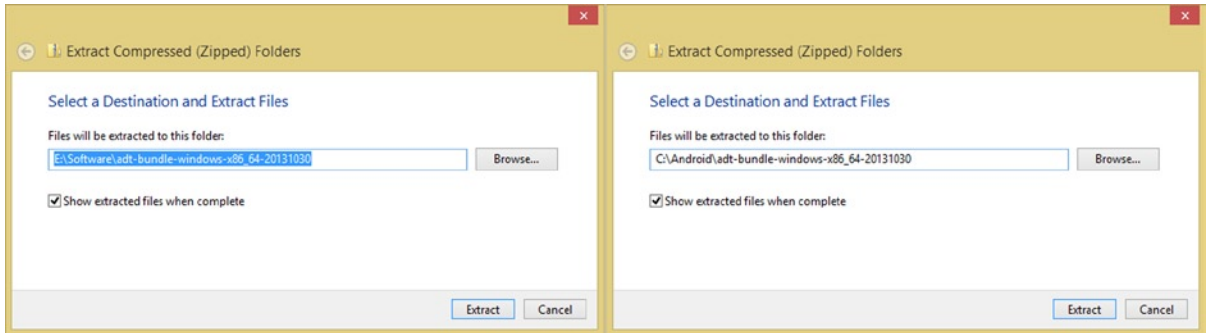 Extract Compressed (Zipped) Folders
Select a Destination and Extract Files
Files will be extracted to this folder:
E:\Software\adt-bundle-windows-x86_64-20131030
Browse...
Show extracted files when complete
Extract
Cancel
Extract Compressed (Zipped) Folders
Select a Destination and Extract Files
Files will be extracted to this folder:
C:\Android\adt-bundle-windows-x86_64-20131030
Browse...
Show extracted files when complete
Extract
Cancel